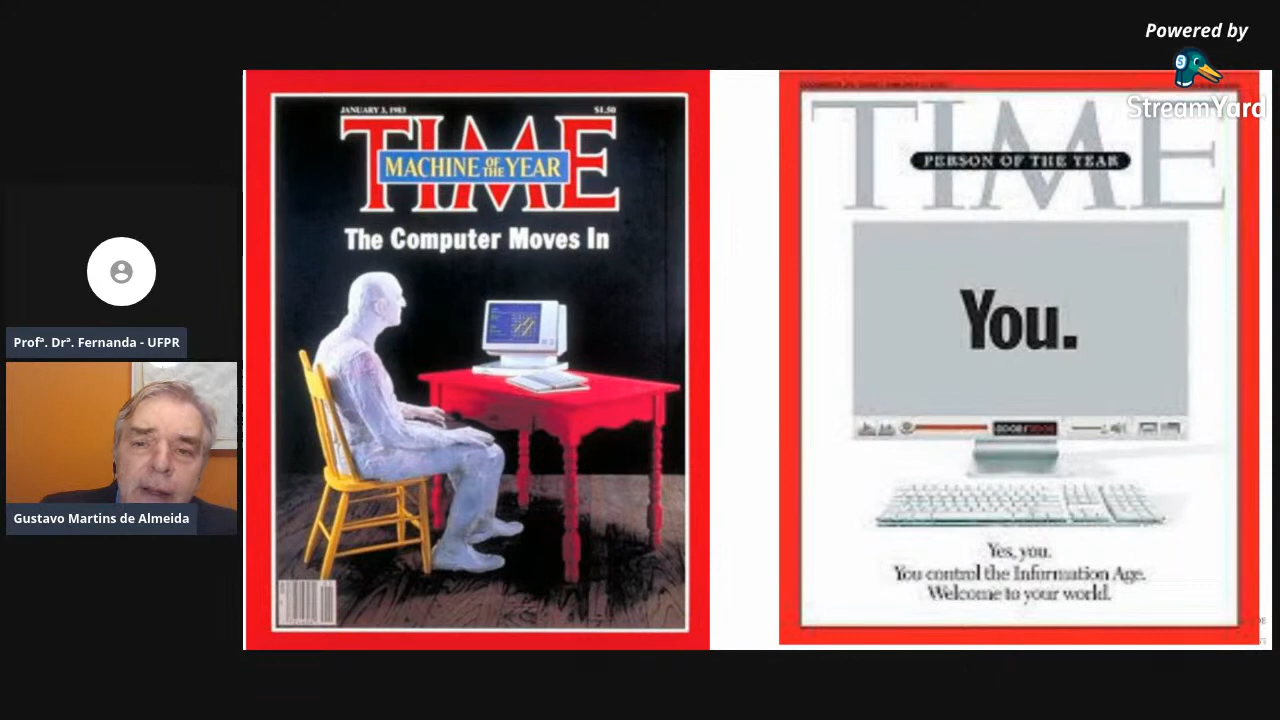 Powered by
StreamYard
Profª. Drª. Fernanda - UFPR
Gustavo Martins de Almeida
JANUARY 3, 1983 $1.50
TIME
MACHINE OF THE YEAR
The Computer Moves In
TIME
PERSON OF THE YEAR
You.
Yes, you.
You control the Information Age.
Welcome to your world.